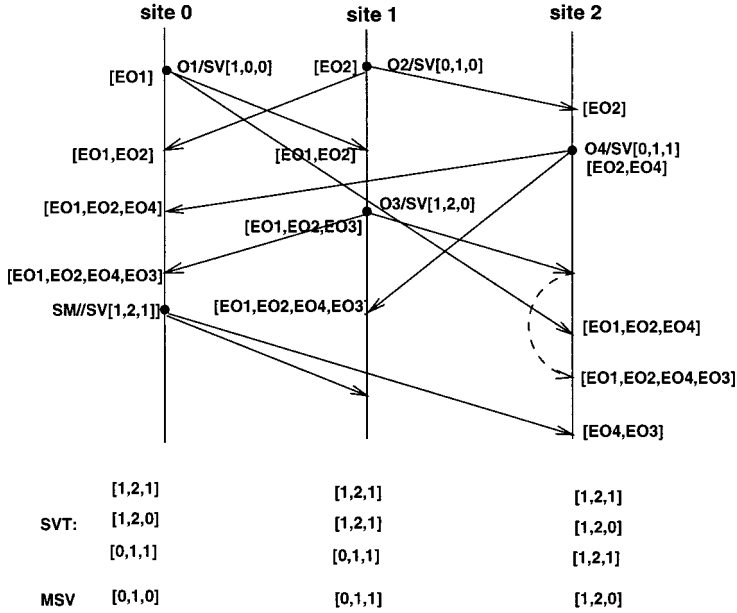 site 0 site 1 site 2
[EO1] O1/SV[1,0,0] [EO2] O2/SV[0,1,0]
[EO2]
[EO1,EO2] [EO1,EO2] O4/SV[0,1,1]
[EO2,EO4]
[EO1,EO2,EO4] O3/SV[1,2,0]
[EO1,EO2,EO3]
[EO1,EO2,EO4,EO3]
SM//SV[1,2,1]] [EO1,EO2,EO4,EO3
[EO1,EO2,EO4]
[EO1,EO2,EO4,EO3]
[EO4,EO3]
[1,2,1] [1,2,1] [1,2,1]
SVT: [1,2,0] [1,2,1] [1,2,0]
[0,1,1] [0,1,1] [1,2,1]
MSV [0,1,0] [0,1,1] [1,2,0]